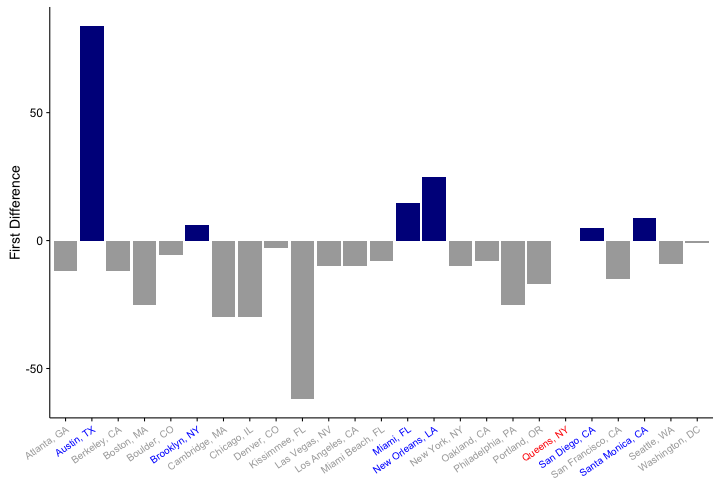 First Difference
50
0
-50
Atlanta, GA
Austin, TX
Berkeley, CA
Boston, MA
Boulder, CO
Brooklyn, NY
Cambridge, MA
Chicago, IL
Denver, CO
Kissimmee, FL
Las Vegas, NV
Los Angeles, CA
Miami Beach, FL
Miami, FL
New Orleans, LA
New York, NY
Oakland, CA
Philadelphia, PA
Portland, OR
Queens, NY
San Diego, CA
San Francisco, CA
Santa Monica, CA
Seattle, WA
Washington, DC